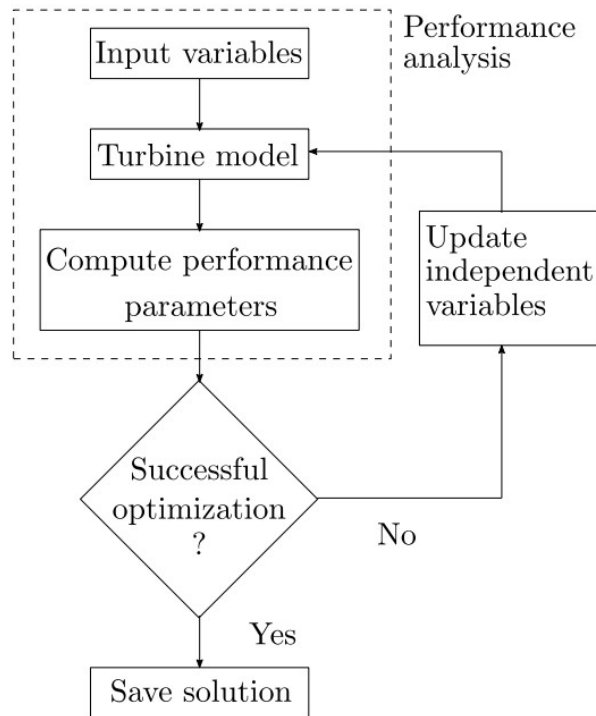 Performance
analysis
Input variables
Turbine model
Compute performance
parameters
Update
independent
variables
Successful
optimization
?
No
Yes
Save solution